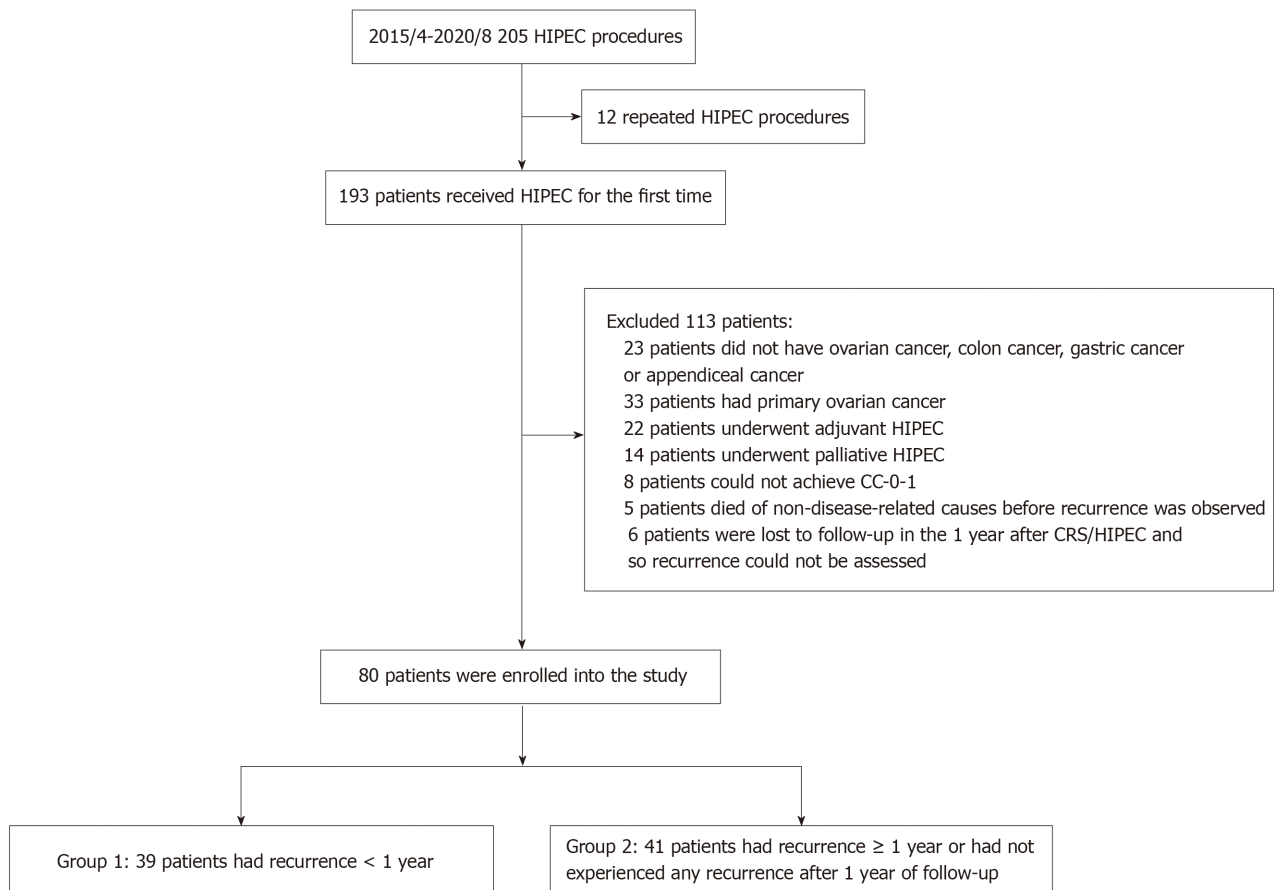 2015/4-2020/8 205 HIPEC procedures
12 repeated HIPEC procedures
193 patients received HIPEC for the first time
Excluded 113 patients:
23 patients did not have ovarian cancer, colon cancer, gastric cancer
or appendiceal cancer
33 patients had primary ovarian cancer
22 patients underwent adjuvant HIPEC
14 patients underwent palliative HIPEC
8 patients could not achieve CC-0-1
5 patients died of non-disease-related causes before recurrence was observed
6 patients were lost to follow-up in the 1 year after CRS/HIPEC and
so recurrence could not be assessed
80 patients were enrolled into the study
Group 1: 39 patients had recurrence < 1 year
Group 2: 41 patients had recurrence ≥ 1 year or had not
experienced any recurrence after 1 year of follow-up